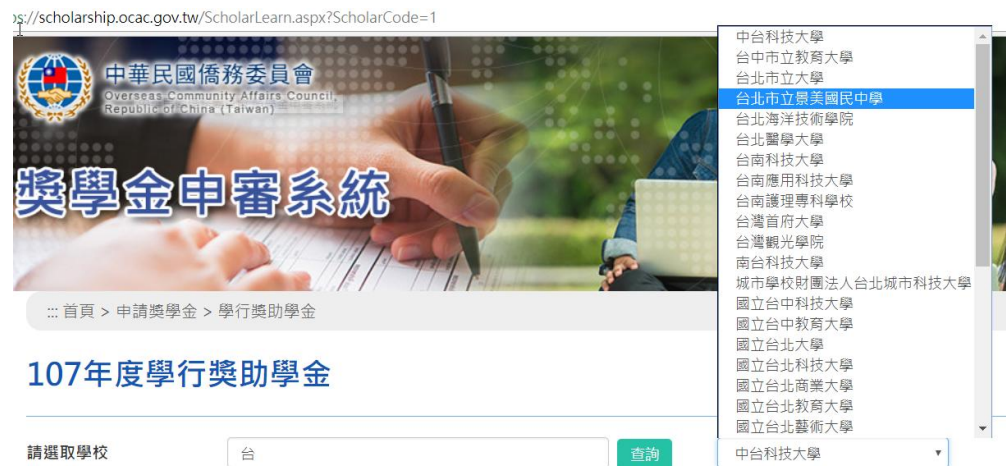 ps://scholarship.ocac.gov.tw/ScholarLearn.aspx?ScholarCode=1
中華民國僑務委員會
Overseas Community Affairs Council,
Republic of China (Taiwan)
獎學金申審系統
:::首頁 > 申請獎學金 > 學行獎助學金
107年度學行獎助學金
請選取學校
台
查詢
中台科技大學
中台科技大學
台中市立教育大學
台北市立大學
台北市立景美國民中學
台北海洋技術學院
台北醫學大學
台南科技大學
台南應用科技大學
台南護理專科學校
台灣首府大學
台灣觀光學院
南台科技大學
城市學校財團法人台北城市科技大學
國立台中科技大學
國立台中教育大學
國立台北大學
國立台北科技大學
國立台北商業大學
國立台北教育大學
國立台北藝術大學